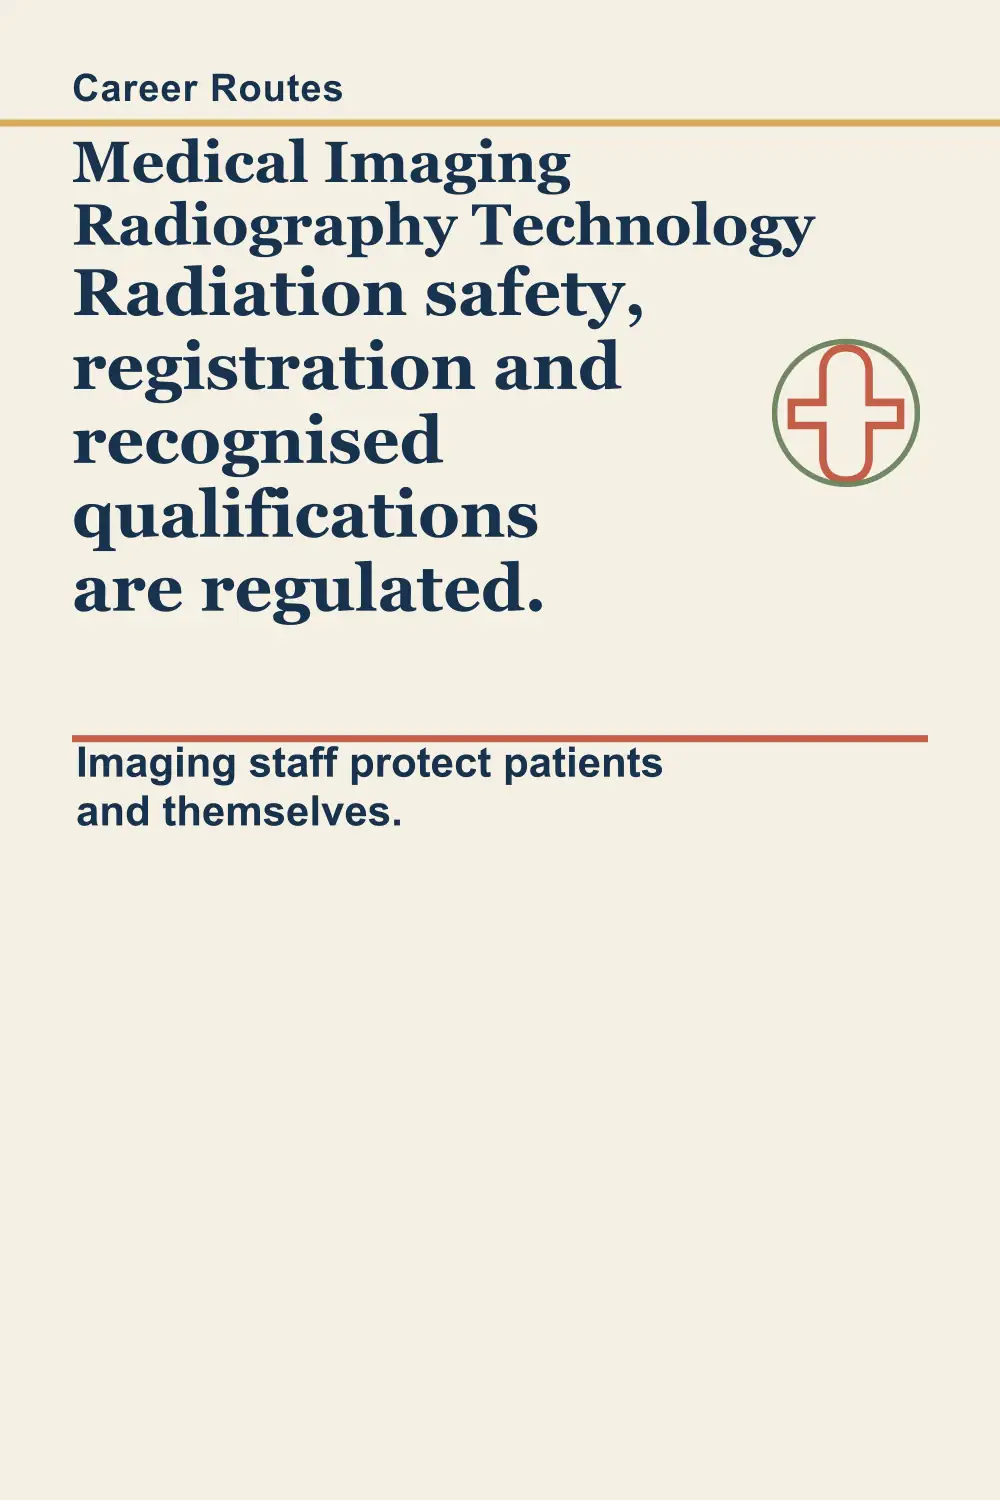 Career Routes
Medical Imaging
Radiography Technology
Radiation safety,
registration and
recognised
qualifications
are regulated.
Imaging staff protect patients
and themselves.